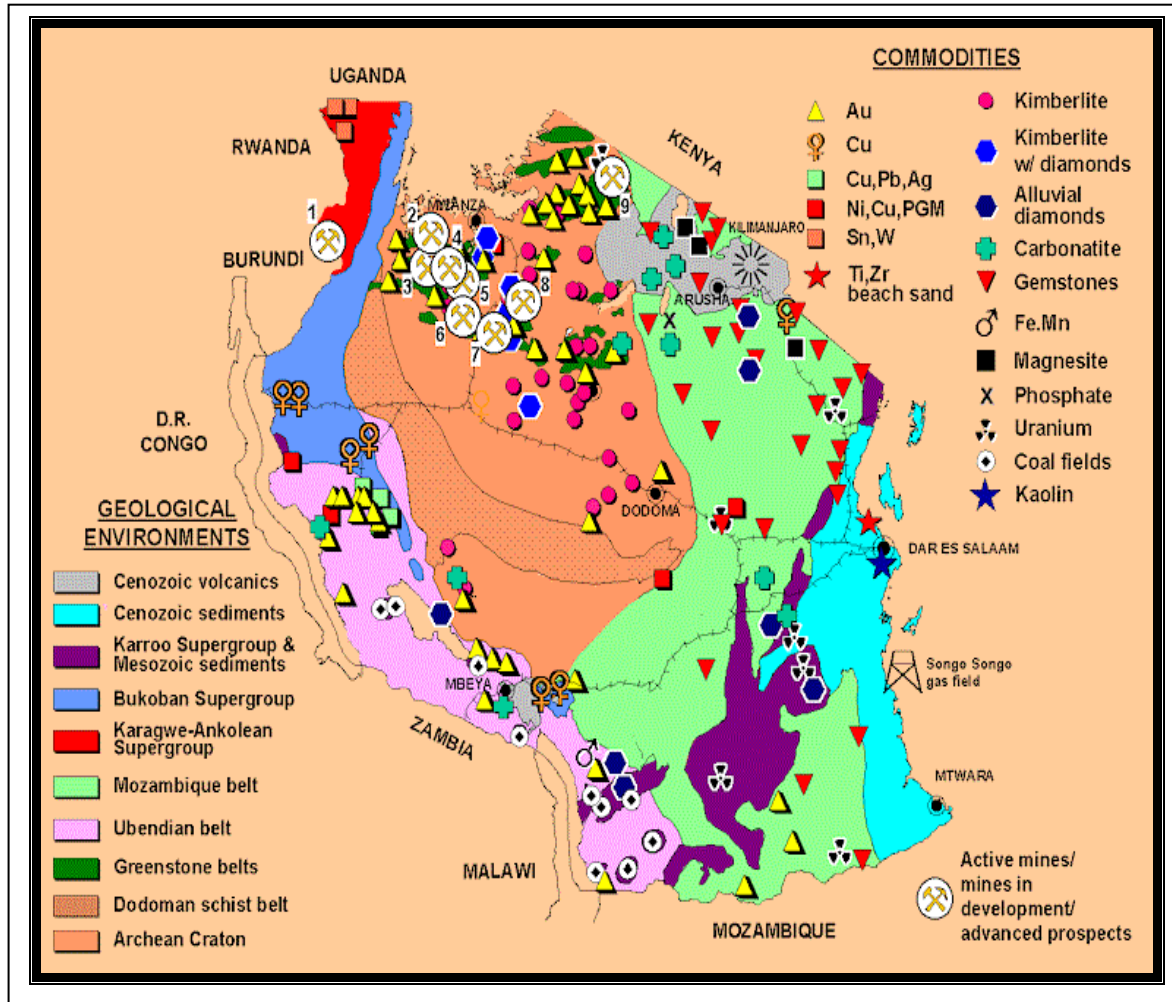 UGANDA
RWANDA
BURUNDI
D.R.
CONGO
ZAMBIA
MALAWI
MOZAMBIQUE
KENYA
MWANZA
KILIMANJARO
ARUSHA
DODOMA
DAR ES SALAAM
MBEYA
MTWARA
Songo Songo
gas field
1
2
3
4
5
6
7
8
9
COMMODITIES
Au
Cu
Cu,Pb,Ag
Ni,Cu,PGM
Sn,W
Ti,Zr
beach sand
Kimberlite
Kimberlite
w/ diamonds
Alluvial
diamonds
Carbonatite
Gemstones
Fe.Mn
Magnesite
Phosphate
Uranium
Coal fields
Kaolin
GEOLOGICAL
ENVIRONMENTS
Cenozoic volcanics
Cenozoic sediments
Karroo Supergroup &
Mesozoic sediments
Bukoban Supergroup
Karagwe-Ankolean
Supergroup
Mozambique belt
Ubendian belt
Greenstone belts
Dodoman schist belt
Archean Craton
Active mines/
mines in
development/
advanced prospects